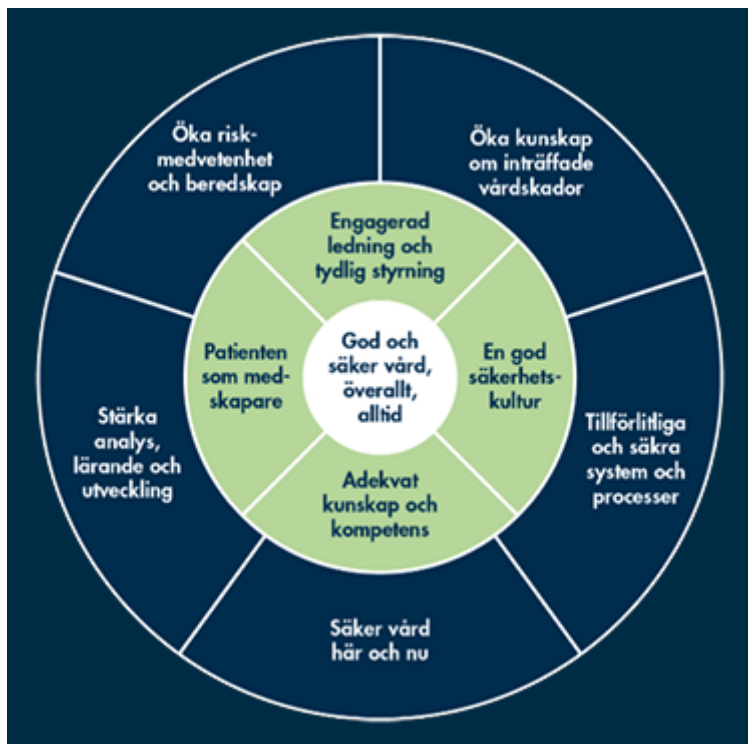 Öka risk-
medvetenhet
och beredskap
Öka kunskap
om inträffade
vårdskador
Engagerad
ledning och
tydlig styrning
Patienten
som med-
skapare
God och
säker vård,
överallt,
alltid
En god
säkerhets-
kultur
Stärka
analys,
lärande och
utveckling
Tillförlitliga
och säkra
system och
processer
Adekvat
kunskap och
kompetens
Säker vård
här och nu